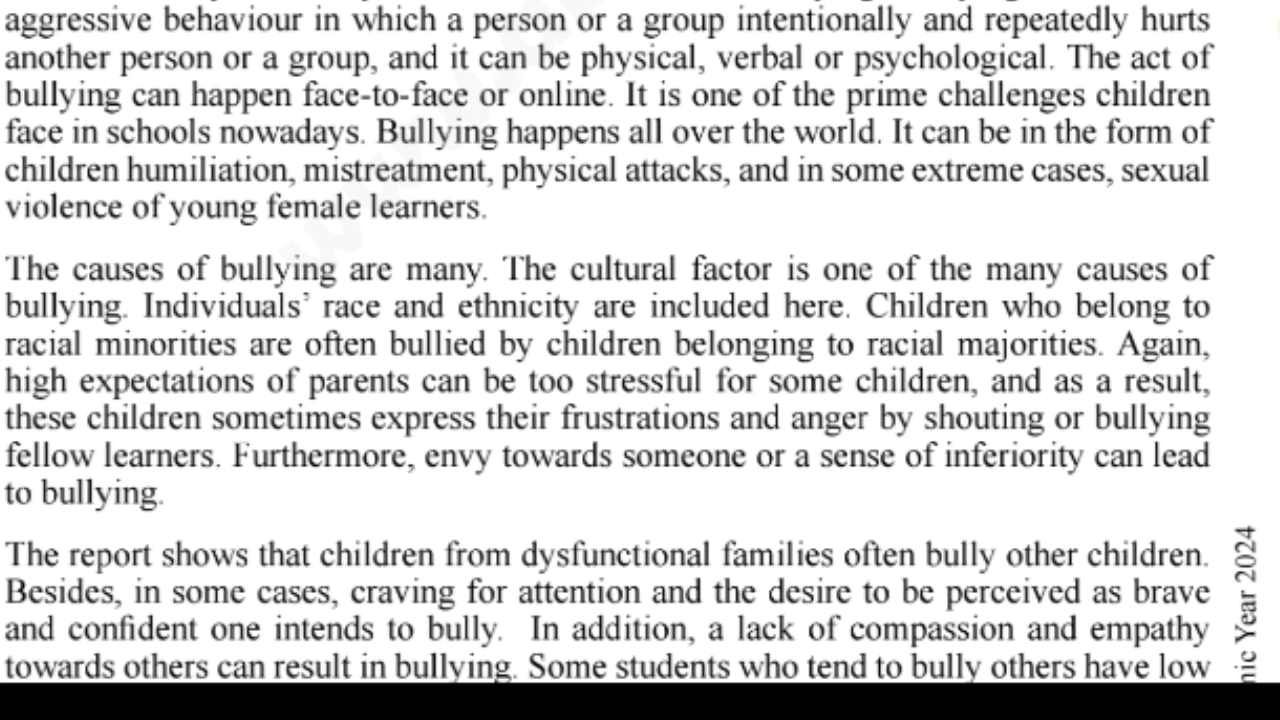 aggressive behaviour in which a person or a group intentionally and repeatedly hurts
another person or a group, and it can be physical, verbal or psychological. The act of
bullying can happen face-to-face or online. It is one of the prime challenges children
face in schools nowadays. Bullying happens all over the world. It can be in the form of
children humiliation, mistreatment, physical attacks, and in some extreme cases, sexual
violence of young female learners.
The causes of bullying are many. The cultural factor is one of the many causes of
bullying. Individuals' race and ethnicity are included here. Children who belong to
racial minorities are often bullied by children belonging to racial majorities. Again,
high expectations of parents can be too stressful for some children, and as a result,
these children sometimes express their frustrations and anger by shouting or bullying
fellow learners. Furthermore, envy towards someone or a sense of inferiority can lead
to bullying.
The report shows that children from dysfunctional families often bully other children.
Besides, in some cases, craving for attention and the desire to be perceived as brave
and confident one intends to bully. In addition, a lack of compassion and empathy
towards others can result in bullying. Some students who tend to bully others have low
nic Year 2024